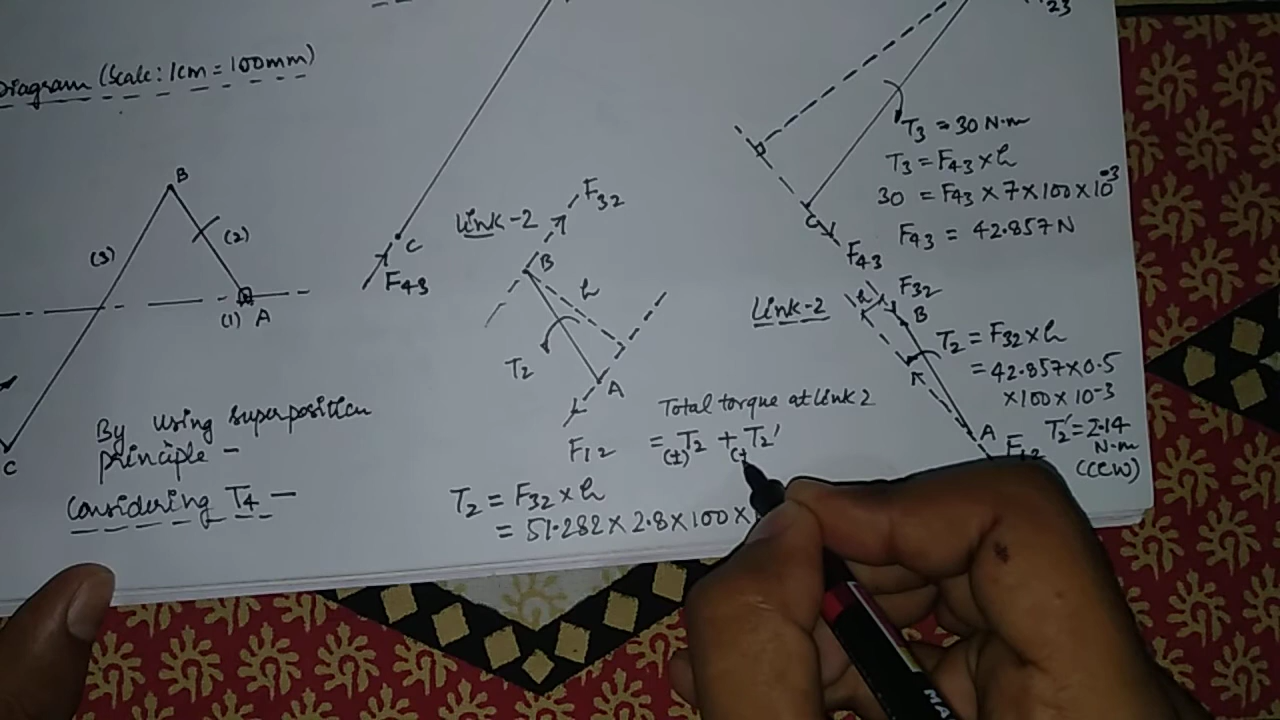 Diagram (Scale: 1cm = 100mm)
B
(3)
(2)
(1) A
C
By using superposition
principle -
Considering T4 -
C
F43
Link-2
F32
B
h
T2
A
F12
T2 = F32 × h
= 51.282 × 2.8 × 100 ×
Total torque at link 2
= (±) T2 + (± T2'
23
T3 = 30 N.m
T3 = F43 × h
30 = F43 × 7 × 100 × 10-3
F43 = 42.857 N
C
F43
Link-2
h
F32
B
T2 = F32 × h
= 42.857 × 0.5
× 100 × 10-3
T2' = 2.14
N-m
(CCW)
A
F12